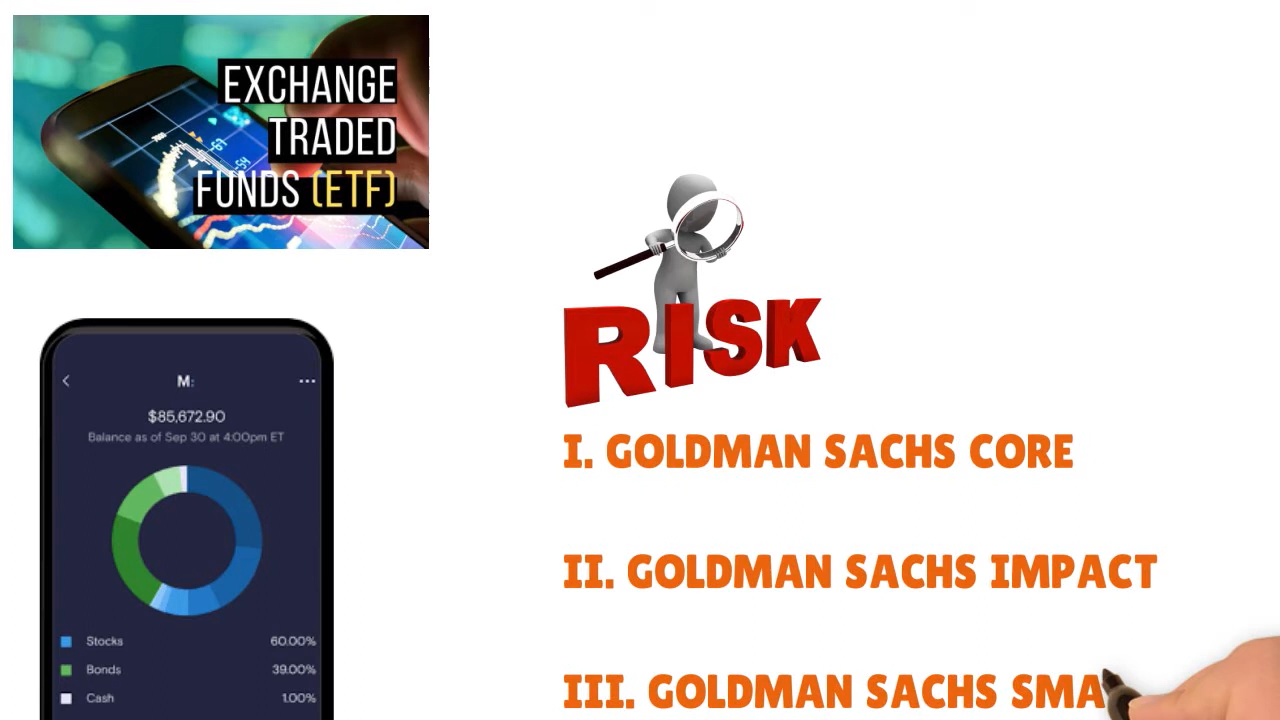 EXCHANGE
TRADED
FUNDS (ETF)
RISK
I. GOLDMAN SACHS CORE
II. GOLDMAN SACHS IMPACT
III. GOLDMAN SACHS SMA
M:
$85,672.90
Balance as of Sep 30 at 4:00pm ET
Stocks 60.00%
Bonds 39.00%
Cash 1.00%